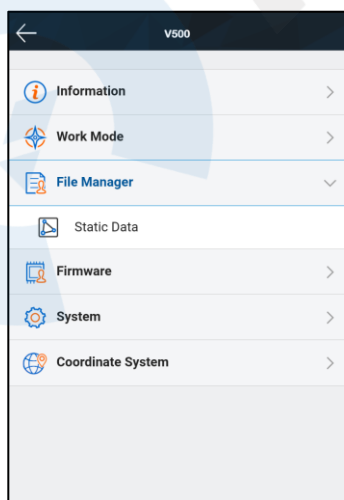 V500
Information
Work Mode
File Manager
Static Data
Firmware
System
Coordinate System